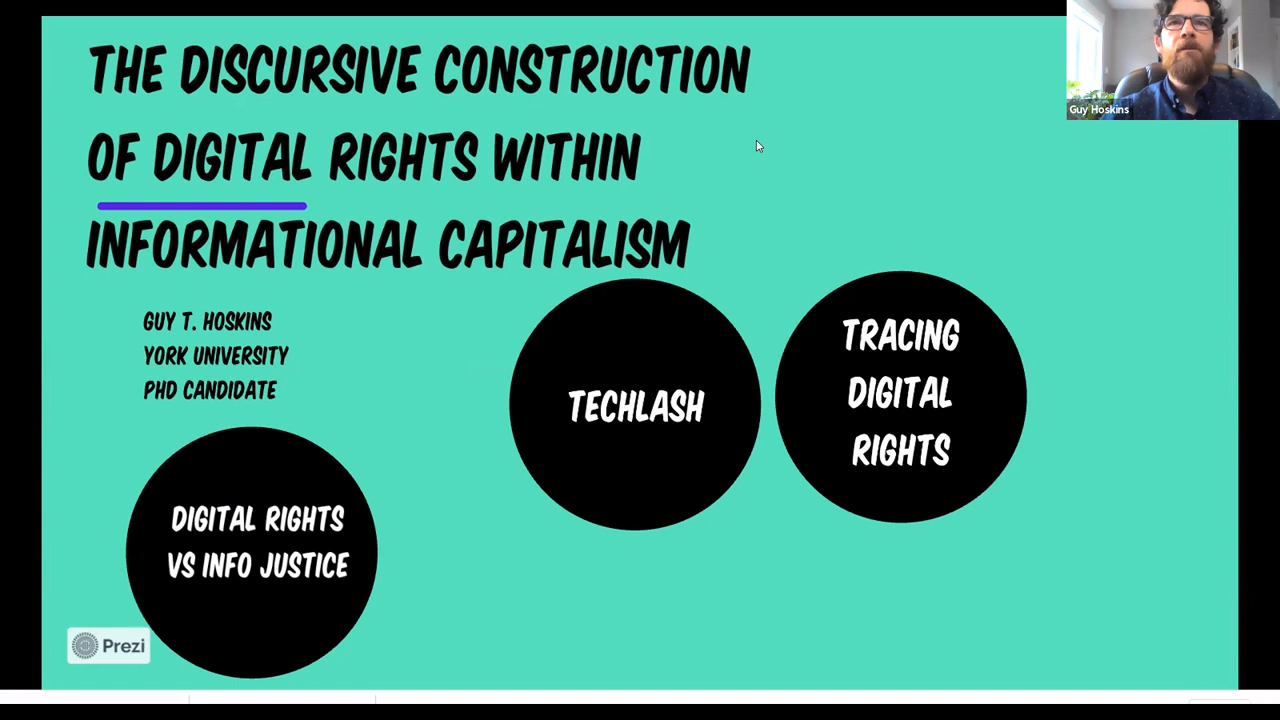 THE DISCURSIVE CONSTRUCTION
OF DIGITAL RIGHTS WITHIN
INFORMATIONAL CAPITALISM
GUY T. HOSKINS
YORK UNIVERSITY
PHD CANDIDATE
TECHLASH
TRACING
DIGITAL
RIGHTS
DIGITAL RIGHTS
VS INFO JUSTICE
Prezi
Guy Hoskins